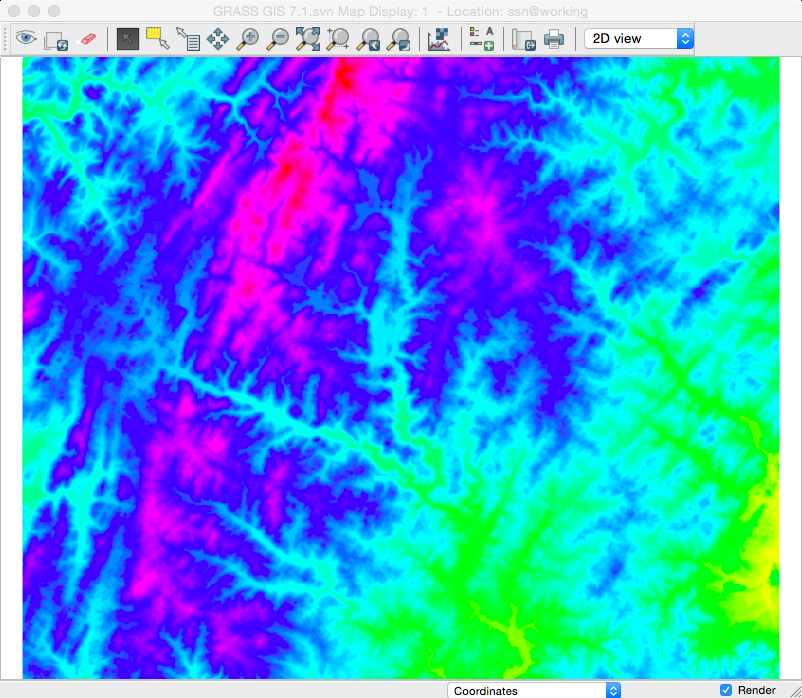 GRASS GIS 7.1.svn Map Display: 1 - Location: ssn@working
A
2D view
Coordinates
Render